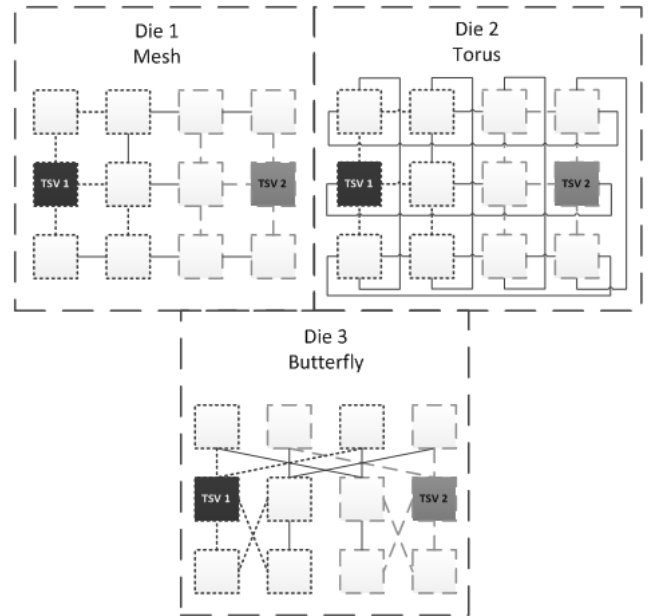 Die 1
Mesh
Die 2
Torus
TSV 1
TSV 2
TSV 1
TSV 2
Die 3
Butterfly
TSV 1
TSV 2